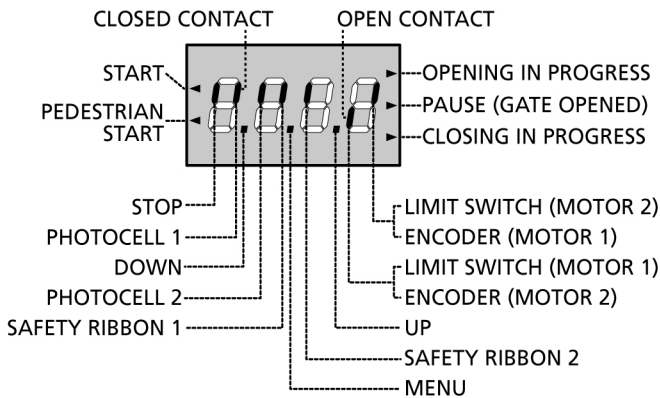 CLOSED CONTACT
OPEN CONTACT
START
OPENING IN PROGRESS
PEDESTRIAN
START
PAUSE (GATE OPENED)
CLOSING IN PROGRESS
STOP
LIMIT SWITCH (MOTOR 2)
PHOTOCELL 1
ENCODER (MOTOR 1)
DOWN
LIMIT SWITCH (MOTOR 1)
PHOTOCELL 2
ENCODER (MOTOR 2)
SAFETY RIBBON 1
UP
SAFETY RIBBON 2
MENU